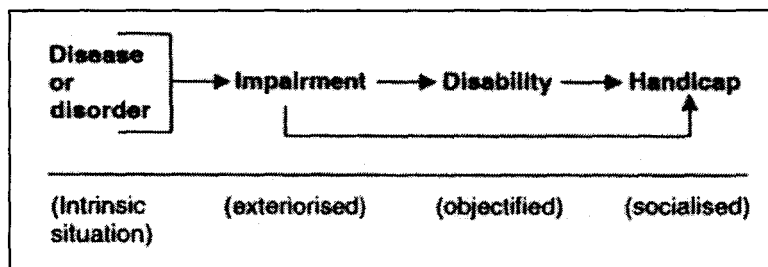 Disease
or
disorder
Impairment
Disability
Handicap
(Intrinsic
situation)
(exteriorised)
(objectified)
(socialised)